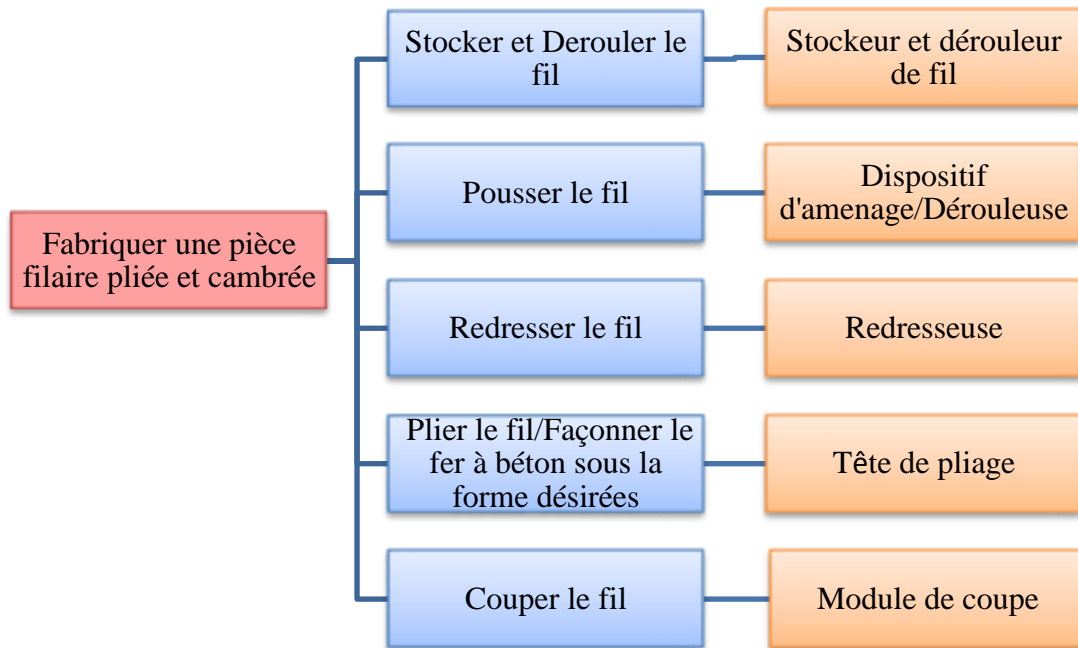 Fabriquer une pièce
filaire pliée et cambrée
Stocker et Derouler le
fil
Stockeur et dérouleur
de fil
Pousser le fil
Dispositif
d'amenage/Dérouleuse
Redresser le fil
Redresseuse
Plier le fil/Façonner le
fer à béton sous la
forme désirées
Tête de pliage
Couper le fil
Module de coupe